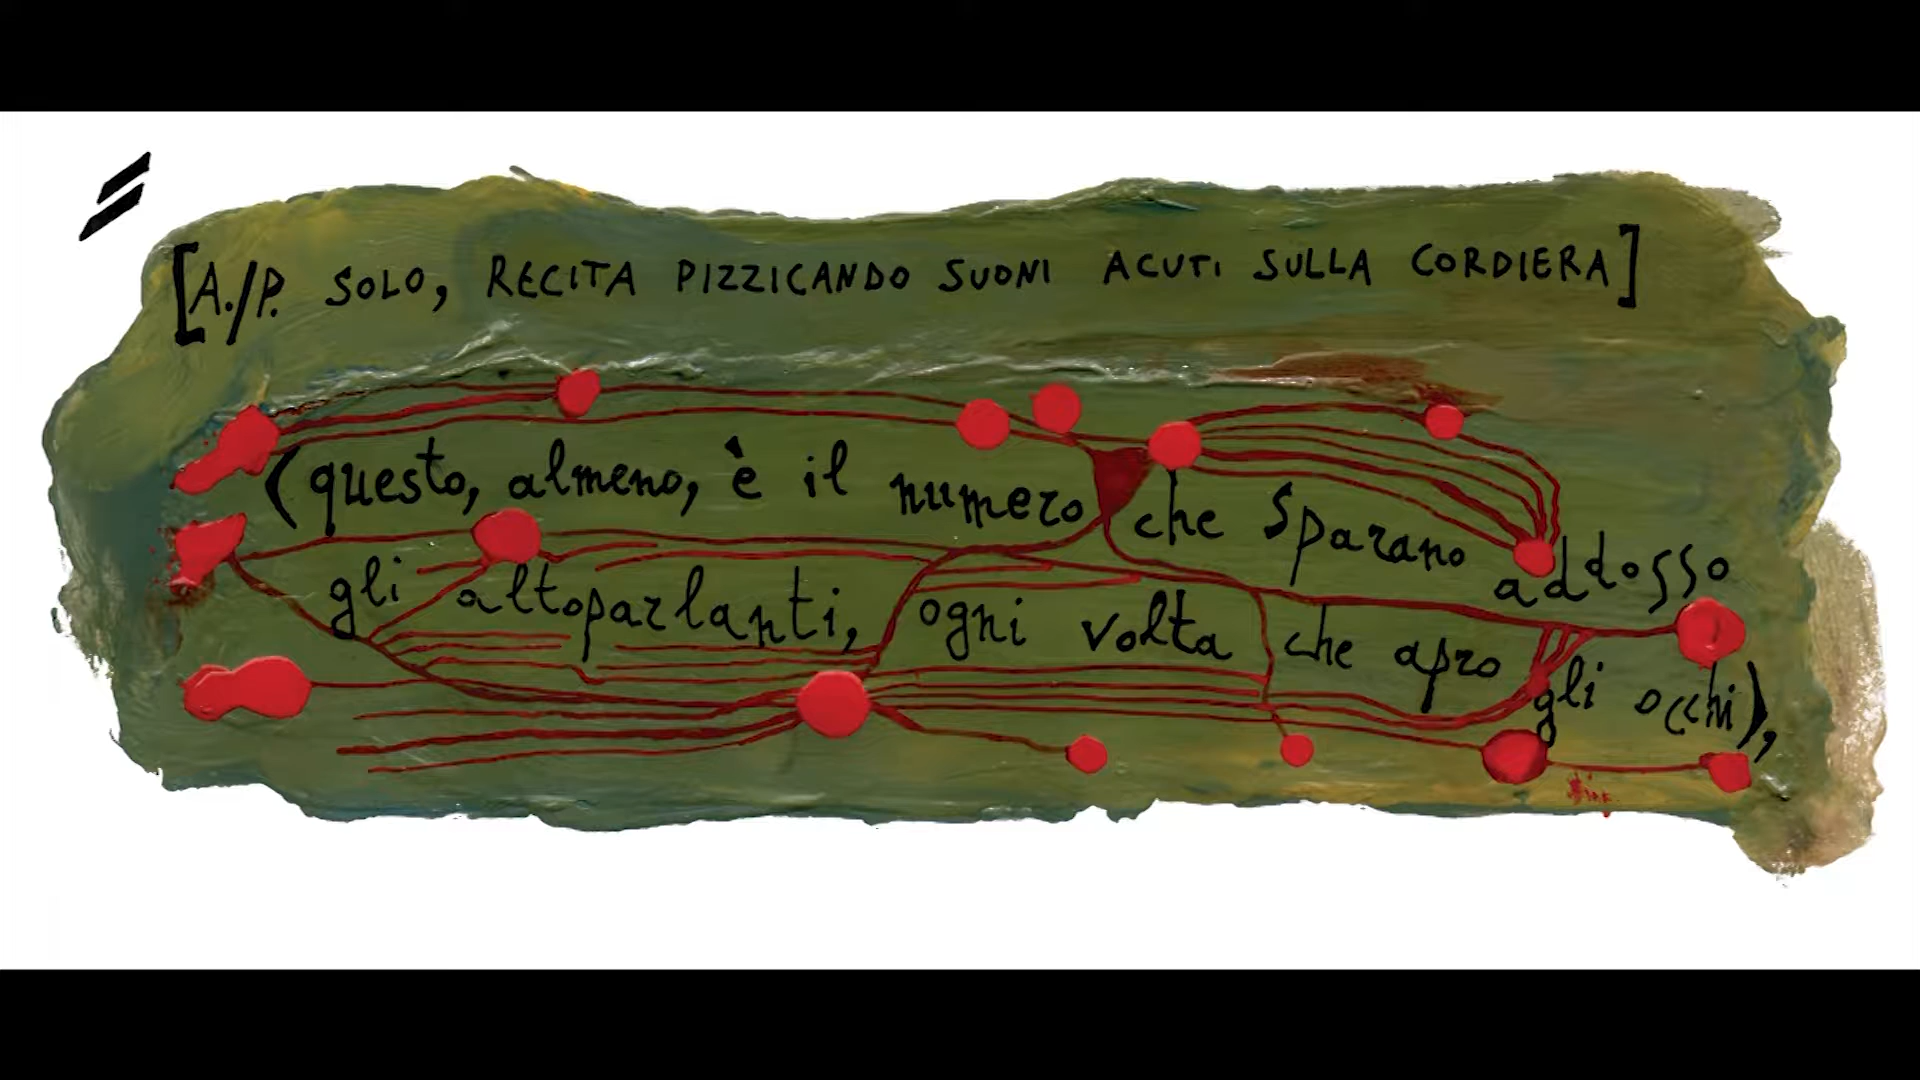 [A./P. SOLO, RECITA PIZZICANDO SUONI ACUTI SULLA CORDIERA]
(questo, almeno, è il numero che sparano addosso
gli altoparlanti, ogni volta che apro gli occhi),